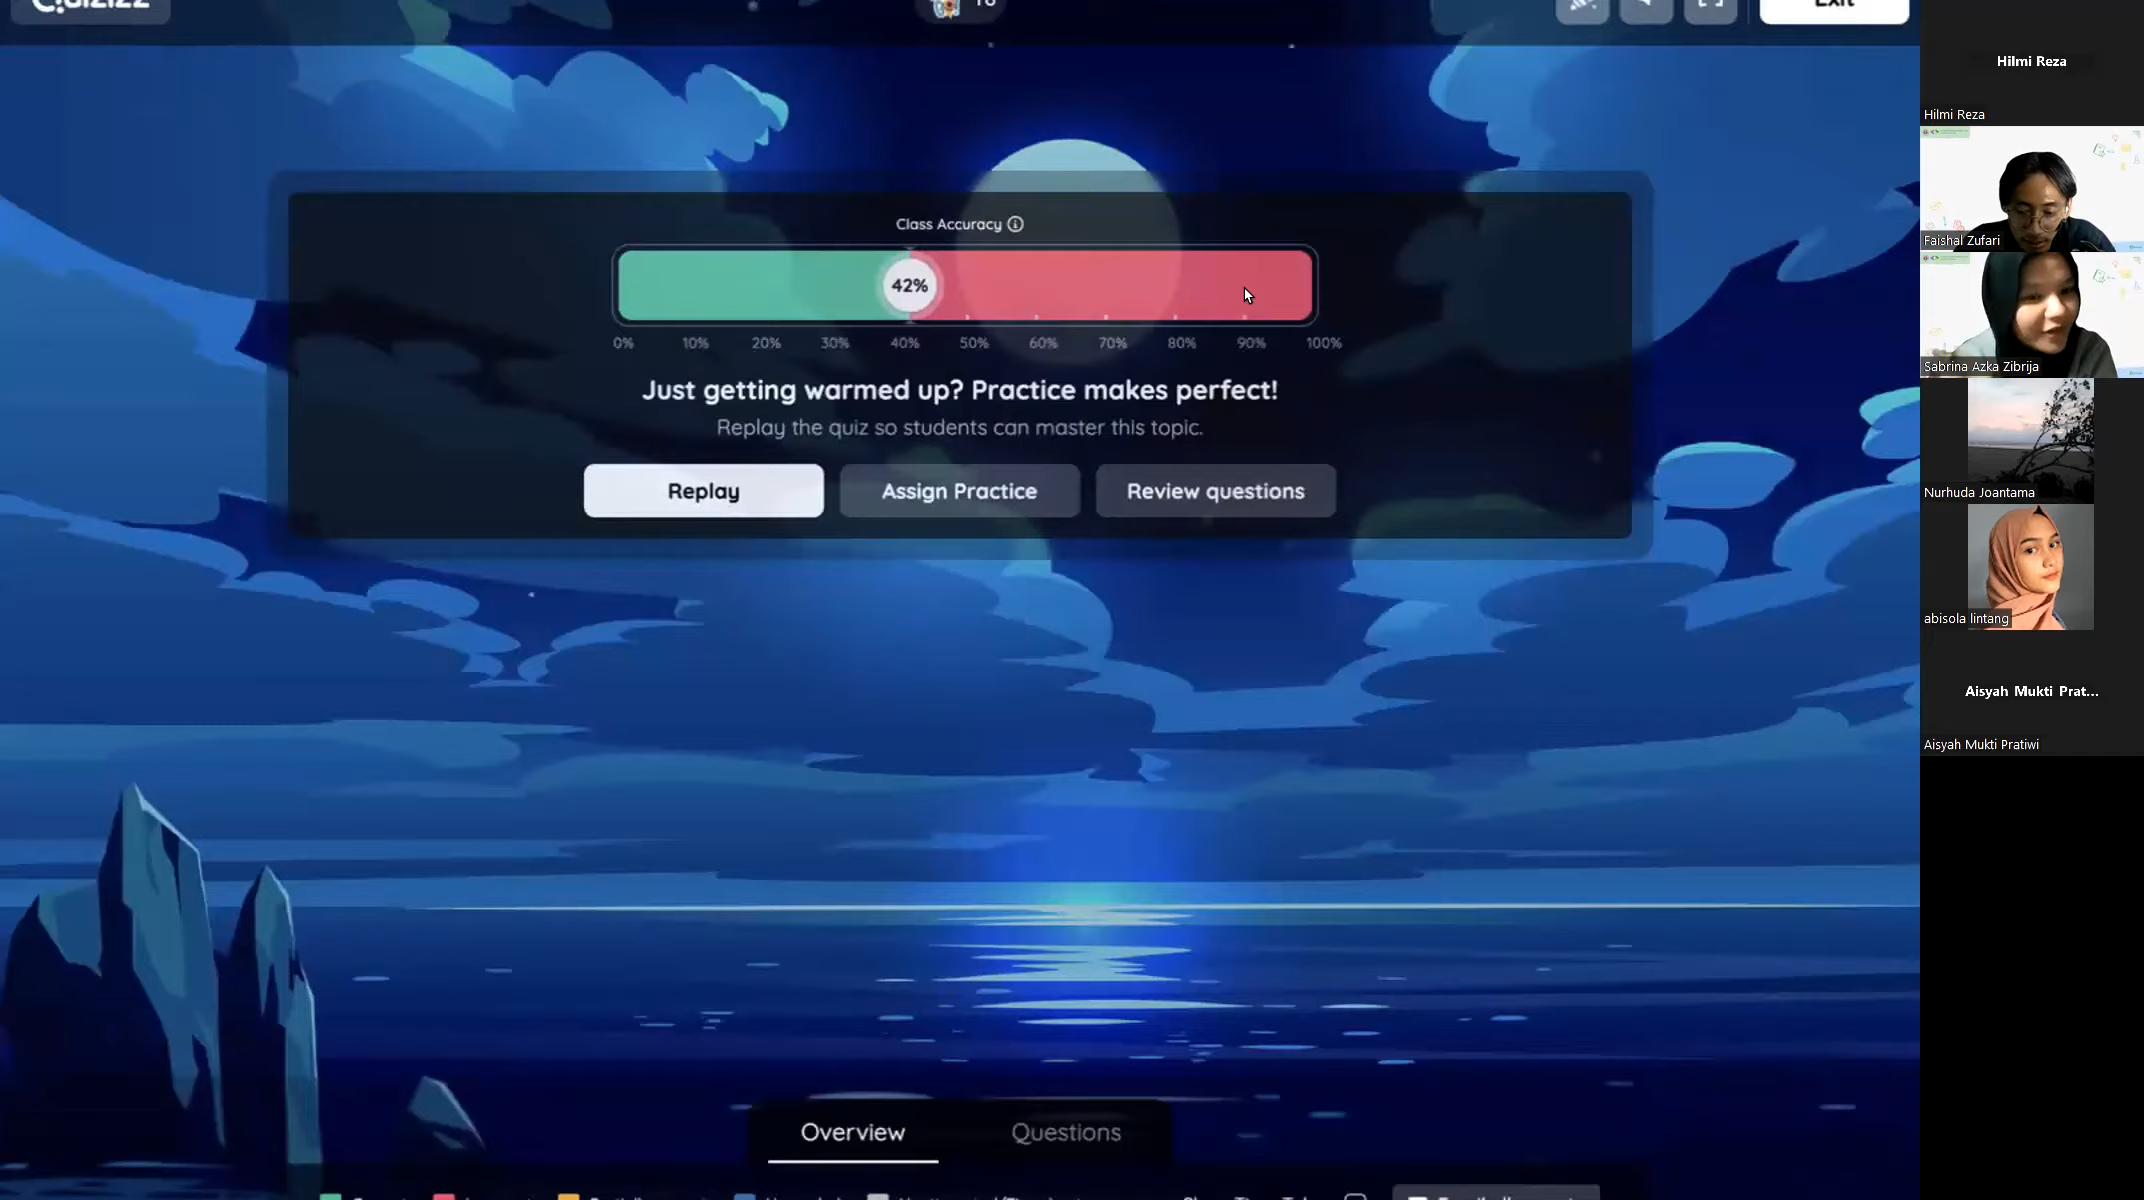 Exit
Hilmi Reza
Hilmi Reza
Faishal Zufari
Sabrina Azka Zibrija
Nurhuda Joantama
abisola lintang
Aisyah Mukti Prat...
Aisyah Mukti Pratiwi
Class Accuracy
42%
0% 10% 20% 30% 40% 50% 60% 70% 80% 90% 100%
Just getting warmed up? Practice makes perfect!
Replay the quiz so students can master this topic.
Replay
Assign Practice
Review questions
Overview
Questions